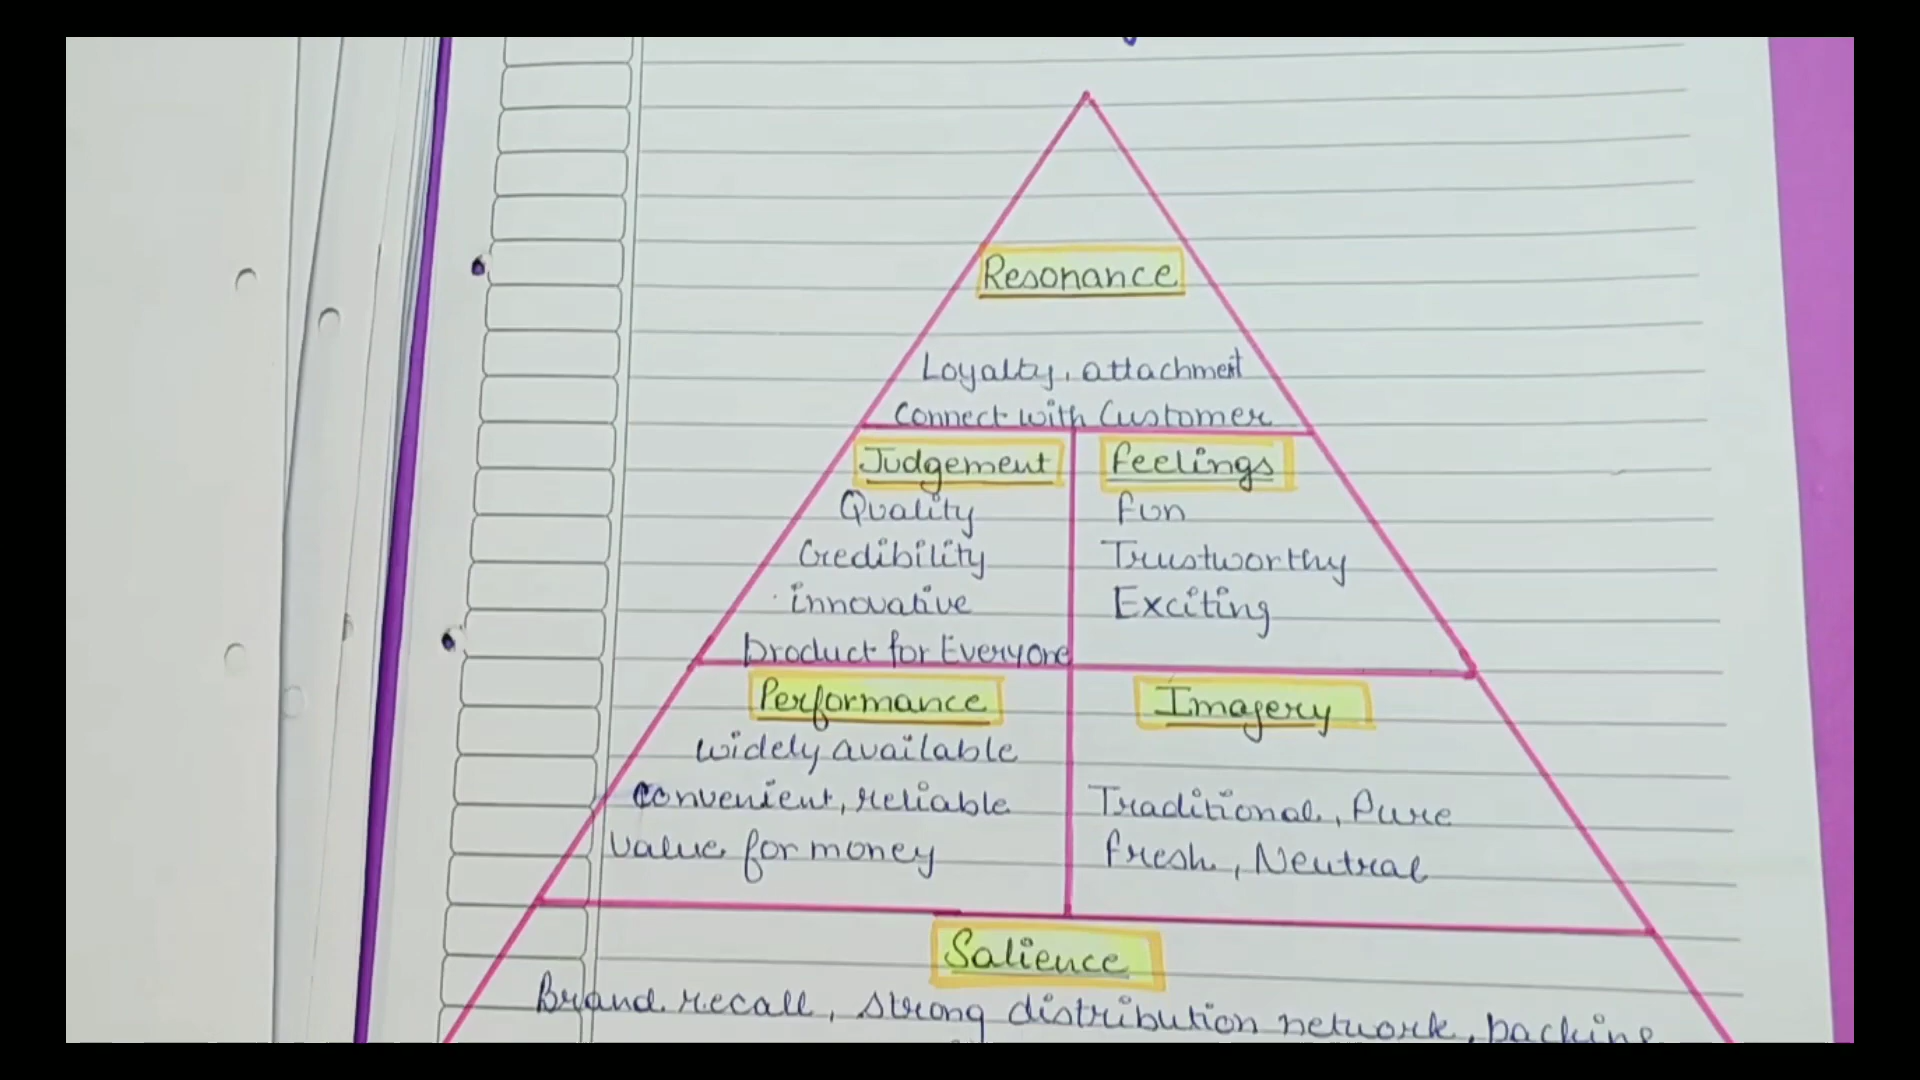 Resonance
Loyalty, attachment
Connect with Customer
Judgement
Quality
Credibility
innovative
product for Everyone
feelings
fun
Trustworthy
Exciting
Performance
widely available
convenient, reliable
value for money
Imagery
Traditional, Pure
fresh, Neutral
Salience
Brand recall, strong distribution network, packing